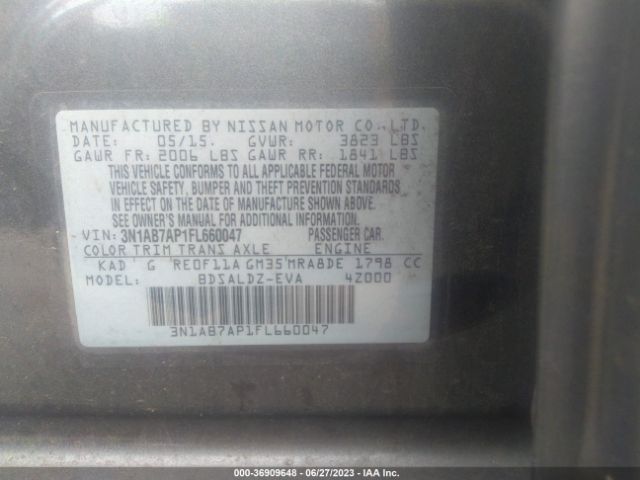 MANUFACTURED BY NISSAN MOTOR CO., LTD.
DATE: 05/15. GVWR: 3823 LBS
GAWR FR: 2006 LBS GAWR RR: 1841 LBS
THIS VEHICLE CONFORMS TO ALL APPLICABLE FEDERAL MOTOR
VEHICLE SAFETY, BUMPER AND THEFT PREVENTION STANDARDS
IN EFFECT ON THE DATE OF MANUFACTURE SHOWN ABOVE.
SEE OWNER'S MANUAL FOR ADDITIONAL INFORMATION.
VIN: 3N1AB7AP1FL660047 PASSENGER CAR.
COLOR TRIM TRANS AXLE ENGINE
KAD G RE0F11A GM35 MRA8DE 1798 CC
MODEL: BDSALDZ-EVA 4Z000
3N1AB7AP1FL660047
000-36909648 - 06/27/2023 - IAA Inc.